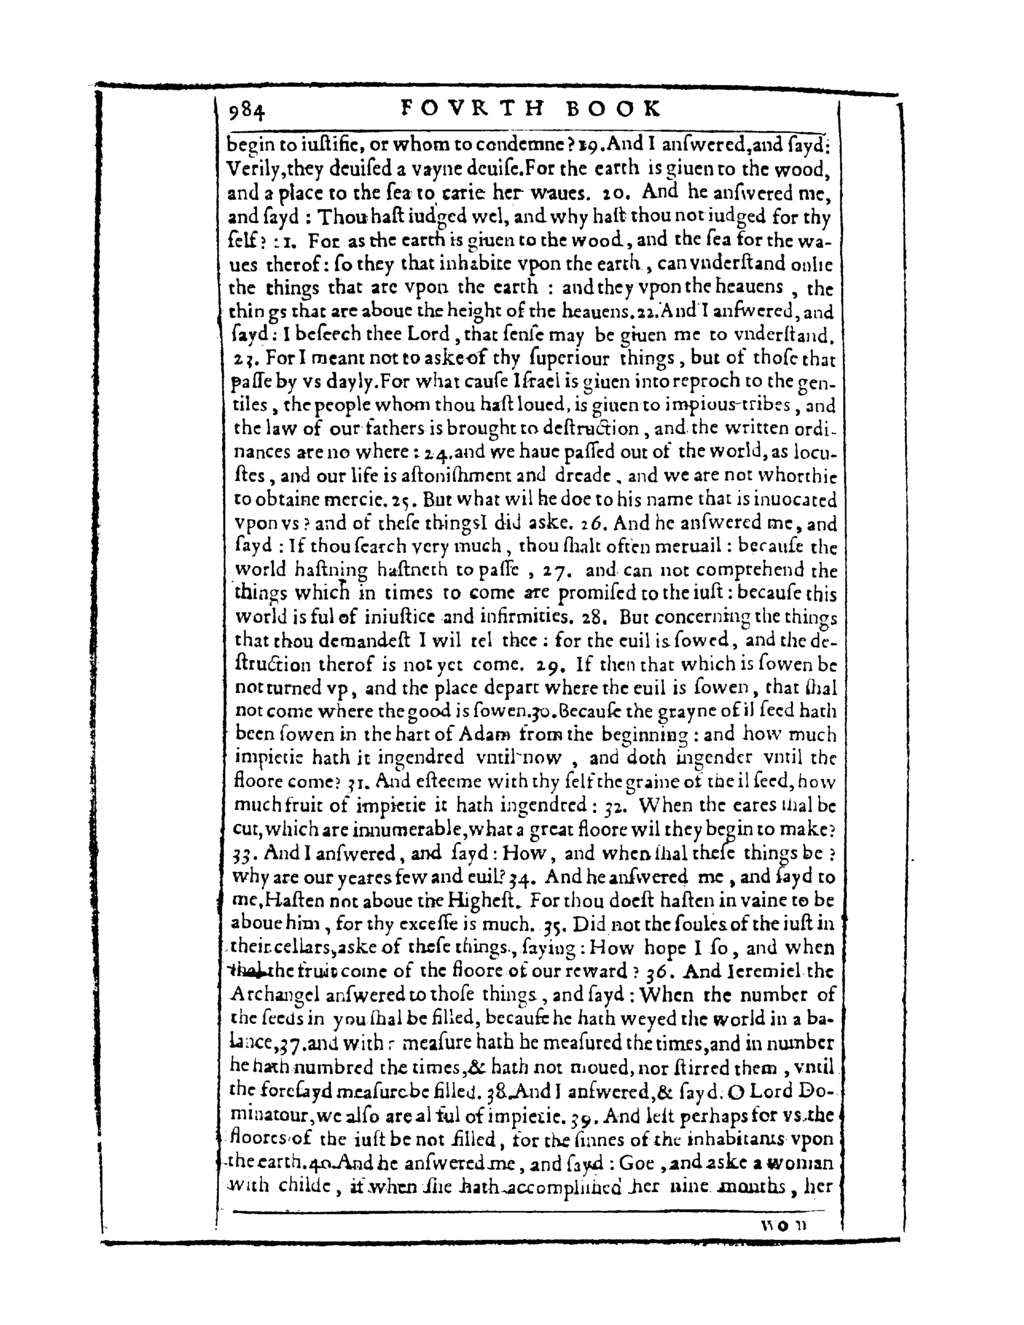 984 FOVRTH BOOK
begin to iuſtifie, or whom to condemne? 19. And I anſwered, and ſayd:
Verily, they deuiſed a vayne deuiſe. For the earth is giuen to the wood,
and a place to the ſea to carie her waues. 20. And he anſwered me,
and ſayd : Thou haſt iudged wel, and why haſt thou not iudged for thy
ſelf? 21. For as the earth is giuen to the wood, and the ſea for the wa-
ues therof: ſo they that inhabite vpon the earth, can vnderſtand onlie
the things that are vpon the earth : and they vpon the heauens , the
things that are aboue the height of the heauens. 22. And I anſwered, and
ſayd: I beſeech thee Lord , that ſenſe may be giuen me to vnderſtand.
23. For I meant not to aske of thy ſuperiour things, but of thoſe that
paſſe by vs dayly. For what cauſe Iſrael is giuen into reproch to the gen-
tiles , the people whom thou haſt loued, is giuen to impious tribes , and
the law of our fathers is brought to deſtruction , and the written ordi-
nances are no where: 24. and we haue paſſed out of the world, as locu-
ſtes, and our life is aſtoniſhment and dreade, and we are not whorthie
to obtaine mercie. 25. But what wil he doe to his name that is inuocated
vpon vs? and of theſe things I did aske. 26. And he anſwered me, and
ſayd : If thou ſearch very much, thou ſhalt often meruail : becauſe the
world haſtning haſtneth to paſſe , 27. and can not comprehend the
things which in times to come are promiſed to the iuſt: becauſe this
world is ful of iniuſtice and infirmities. 28. But concerning the things
that thou demandeſt I wil tel thee: for the euil is ſowed, and the de-
ſtruction therof is not yet come. 29. If then that which is ſowen be
not turned vp, and the place depart where the euil is ſowen, that ſhal
not come where the good is ſowen. 30. Becauſe the grayne of il ſeed hath
been ſowen in the hart of Adam from the beginning : and how much
impietie hath it ingendred vntil now , and doth ingender vntil the
floore come? 31. And eſteeme with thy ſelf the graine of the il ſeed, how
much fruit of impietie it hath ingendred : 32. When the eares ſhal be
cut, which are innumerable, what a great floore wil they begin to make?
33. And I anſwered, and ſayd: How, and when ſhal theſe things be ?
why are our yeares few and euil? 34. And he anſwered me , and ſayd to
me, Haſten not aboue the Higheſt. For thou doeſt haſten in vaine to be
aboue him , for thy exceſſe is much. 35. Did not the ſoules of the iuſt in
their cellars, aske of theſe things, ſaying: How hope I ſo, and when
ſhal the fruit come of the floore of our reward ? 36. And Ieremiel the
Archangel anſwered to thoſe things , and ſayd : When the number of
the ſeeds in you ſhal be filled, becauſe he hath weyed the world in a ba-
lance, 37. and with meaſure hath he meaſured the times, and in number
he hath numbred the times, & hath not moued, nor ſtirred them , vntil
the foreſayd meaſure be filled. 38. And I anſwered, & ſayd: O Lord Do-
minatour, we alſo are al ful of impietie. 39. And leſt perhaps for vs the
floores of the iuſt be not filled, for the ſinnes of the inhabitants vpon
the earth. 40. And he anſwered me, and ſayd : Goe , and aske a woman
with childe , if when ſhe hath accompliſhed her nine months , her
wom